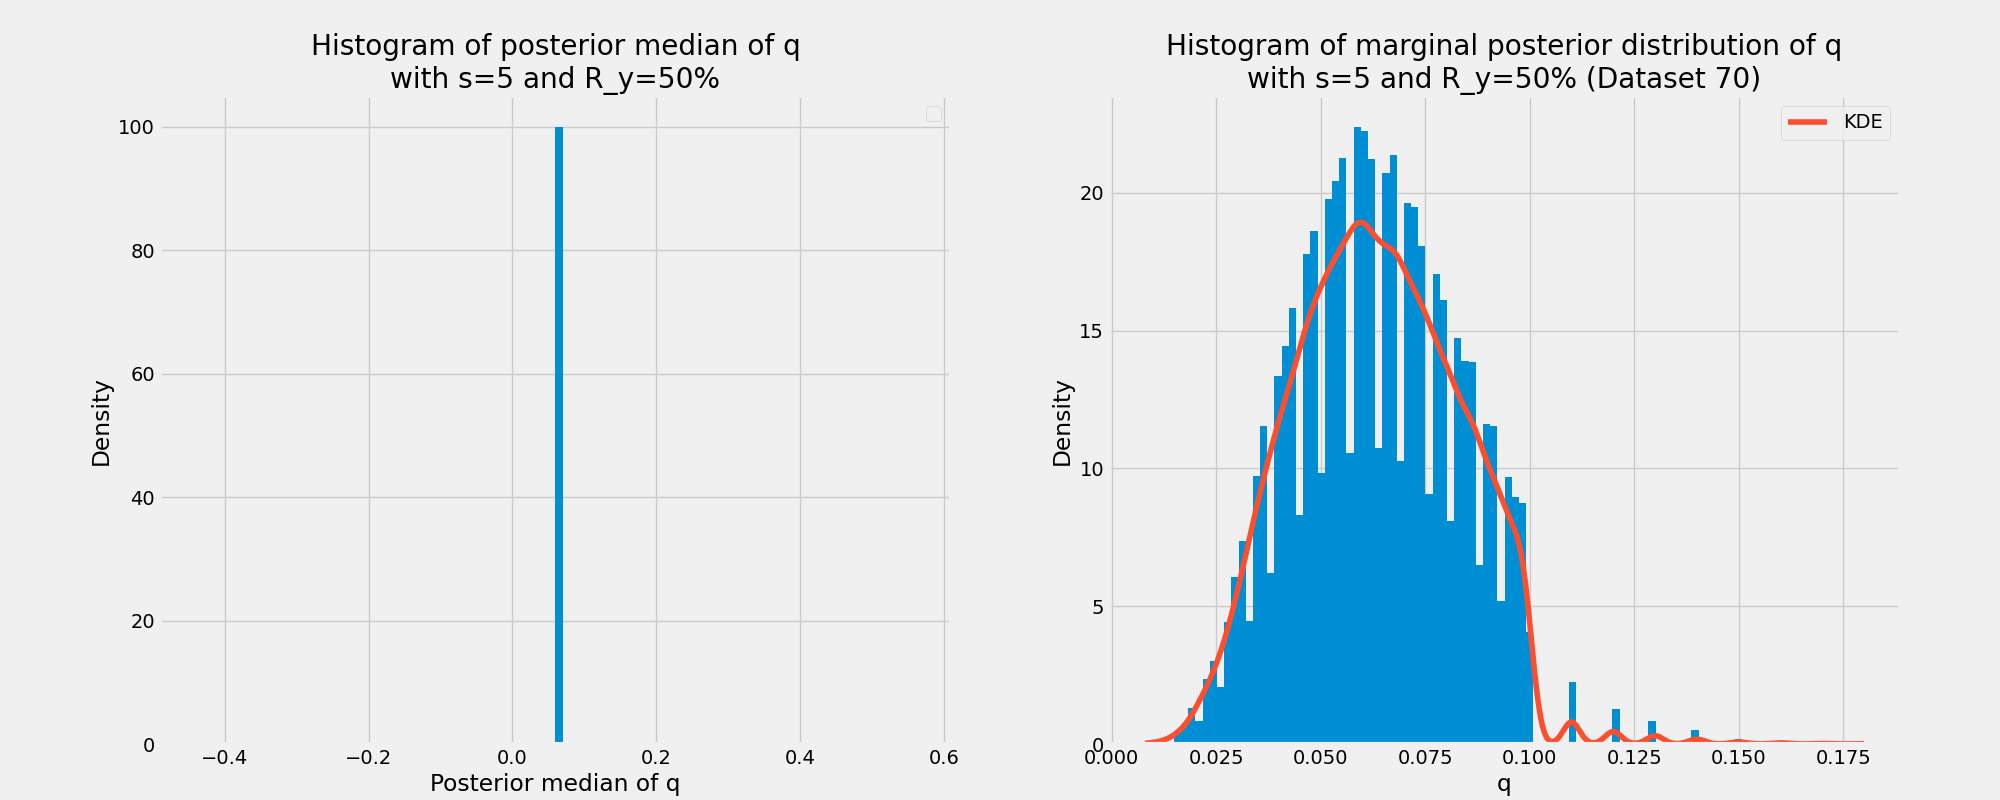 Histogram of posterior median of q
with s=5 and R_y=50%
100
80
60
40
20
0
Density
−0.4
−0.2
0.0
0.2
0.4
0.6
Posterior median of q
Histogram of marginal posterior distribution of q
with s=5 and R_y=50% (Dataset 70)
KDE
20
15
10
5
0
Density
0.000
0.025
0.050
0.075
0.100
0.125
0.150
0.175
q